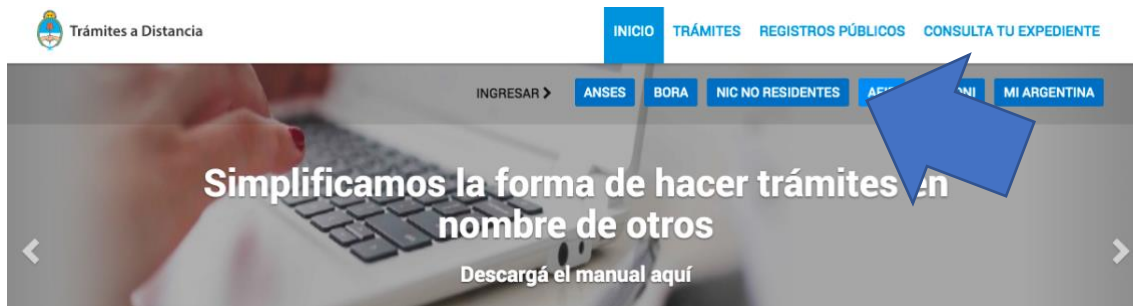 Trámites a Distancia
INICIO TRÁMITES REGISTROS PÚBLICOS CONSULTA TU EXPEDIENTE
INGRESAR ANSES BORA NIC NO RESIDENTES MI ARGENTINA
Simplificamos la forma de hacer trámites en
nombre de otros
Descargá el manual aquí